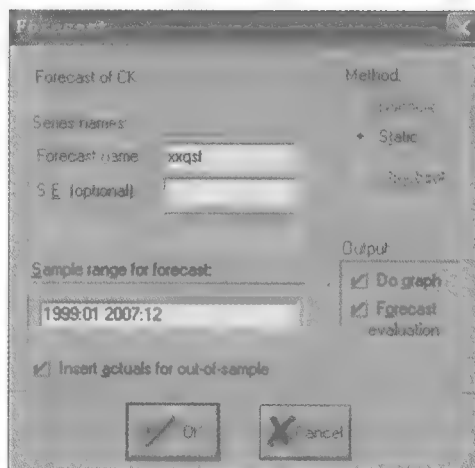 Forecast of CK
Method:
Series names:
Forecast name
xxqst
Static
S.E. (optional)
Sample range for forecast:
Output
Do graph
1999:01 2007:12
Forecast
evaluation
Insert actuals for out-of-sample
OK
Cancel